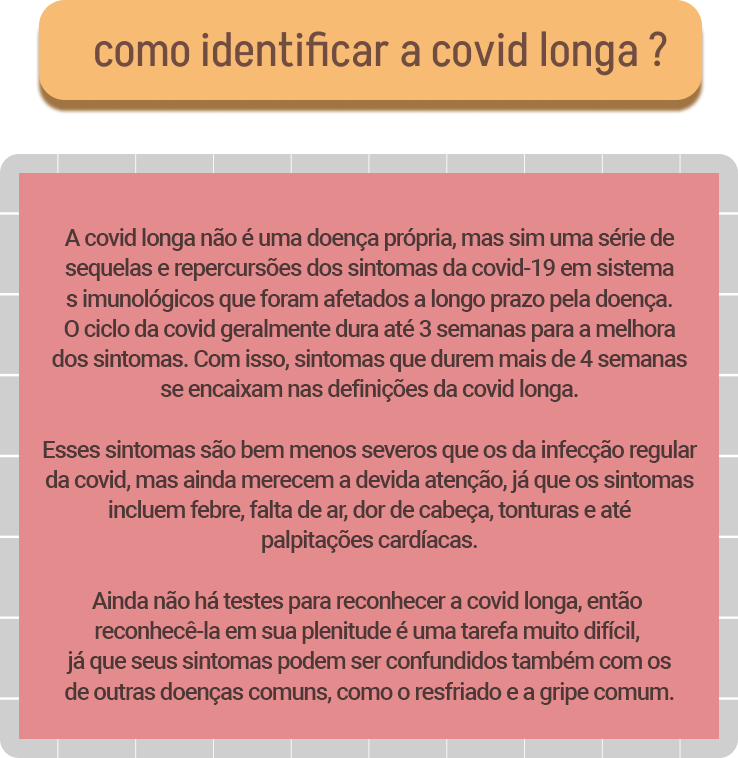 como identificar a covid longa ?
A covid longa não é uma doença própria, mas sim uma série de
sequelas e repercursões dos sintomas da covid-19 em sistema
s imunológicos que foram afetados a longo prazo pela doença.
O ciclo da covid geralmente dura até 3 semanas para a melhora
dos sintomas. Com isso, sintomas que durem mais de 4 semanas
se encaixam nas definições da covid longa.
Esses sintomas são bem menos severos que os da infecção regular
da covid, mas ainda merecem a devida atenção, já que os sintomas
incluem febre, falta de ar, dor de cabeça, tonturas e até
palpitações cardíacas.
Ainda não há testes para reconhecer a covid longa, então
reconhecê-la em sua plenitude é uma tarefa muito difícil,
já que seus sintomas podem ser confundidos também com os
de outras doenças comuns, como o resfriado e a gripe comum.